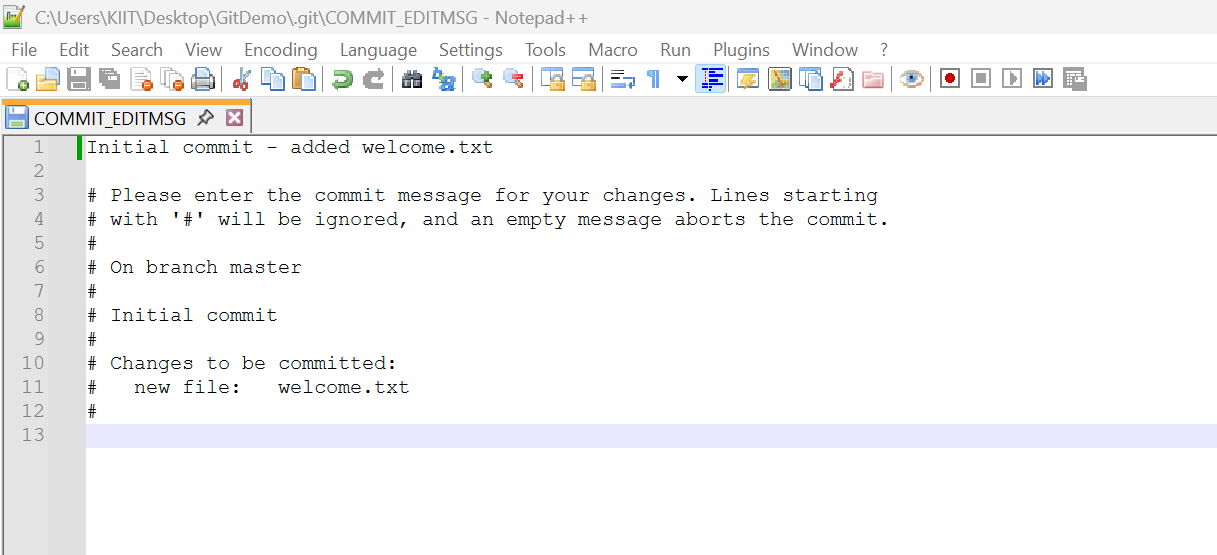 C:\Users\KIIT\Desktop\GitDemo\.git\COMMIT_EDITMSG - Notepad++
File Edit Search View Encoding Language Settings Tools Macro Run Plugins Window ?
COMMIT_EDITMSG
1 Initial commit - added welcome.txt
2
3 # Please enter the commit message for your changes. Lines starting
4 # with '#' will be ignored, and an empty message aborts the commit.
5 #
6 # On branch master
7 #
8 # Initial commit
9 #
10 # Changes to be committed:
11 #   new file:   welcome.txt
12 #
13